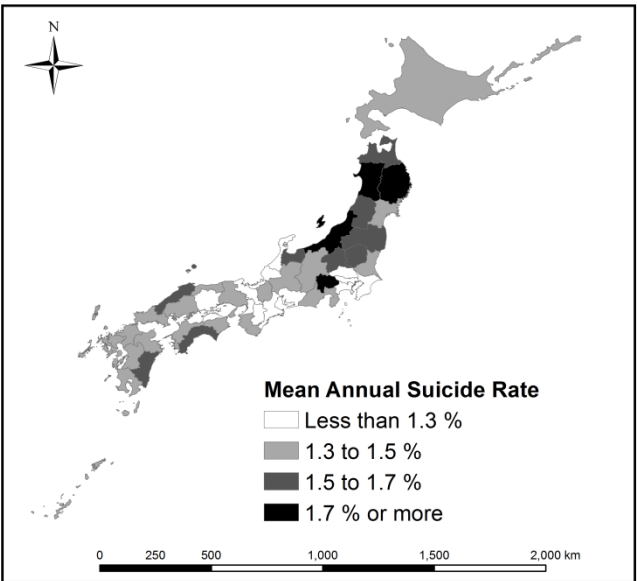 N
Mean Annual Suicide Rate
Less than 1.3 %
1.3 to 1.5 %
1.5 to 1.7 %
1.7 % or more
0 250 500 1,000 1,500 2,000 km